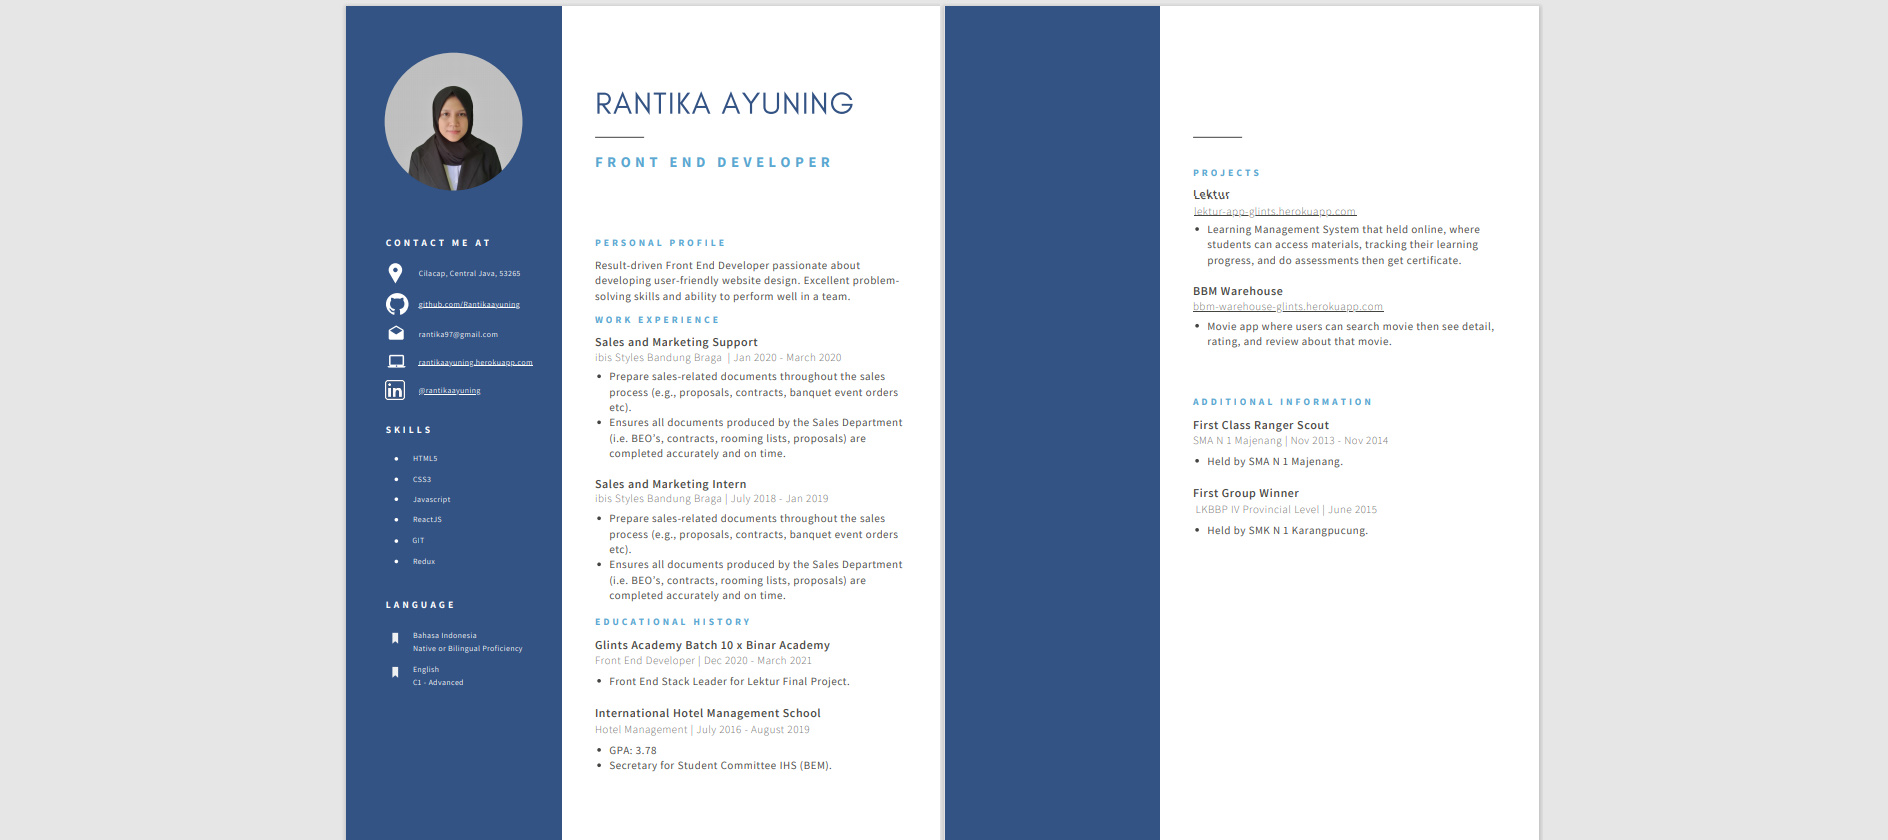 CONTACT ME AT
Cilacap, Central Java, 53265
github.com/Rantikaayuning
rantika97@gmail.com
rantikaayuning.herokuapp.com
in
@rantikaayuning
SKILLS
HTML5
CSS3
Javascript
ReactJS
GIT
Redux
LANGUAGE
Bahasa Indonesia
Native or Bilingual Proficiency
English
C1 - Advanced
RANTIKA AYUNING
FRONT END DEVELOPER
PERSONAL PROFILE
Result-driven Front End Developer passionate about
developing user-friendly website design. Excellent problem-
solving skills and ability to perform well in a team.
WORK EXPERIENCE
Sales and Marketing Support
ibis Styles Bandung Braga | Jan 2020 - March 2020
• Prepare sales-related documents throughout the sales
process (e.g., proposals, contracts, banquet event orders
etc).
• Ensures all documents produced by the Sales Department
(i.e. BEO's, contracts, rooming lists, proposals) are
completed accurately and on time.
Sales and Marketing Intern
ibis Styles Bandung Braga | July 2018 - Jan 2019
• Prepare sales-related documents throughout the sales
process (e.g., proposals, contracts, banquet event orders
etc).
• Ensures all documents produced by the Sales Department
(i.e. BEO's, contracts, rooming lists, proposals) are
completed accurately and on time.
EDUCATIONAL HISTORY
Glints Academy Batch 10 x Binar Academy
Front End Developer | Dec 2020 - March 2021
• Front End Stack Leader for Lektur Final Project.
International Hotel Management School
Hotel Management | July 2016 - August 2019
• GPA: 3.78
• Secretary for Student Committee IHS (BEM).
PROJECTS
Lektur
lektur-app-glints.herokuapp.com
• Learning Management System that held online, where
students can access materials, tracking their learning
progress, and do assessments then get certificate.
BBM Warehouse
bbm-warehouse-glints.herokuapp.com
• Movie app where users can search movie then see detail,
rating, and review about that movie.
ADDITIONAL INFORMATION
First Class Ranger Scout
SMA N 1 Majenang | Nov 2013 - Nov 2014
• Held by SMA N 1 Majenang.
First Group Winner
LKBBP IV Provincial Level | June 2015
• Held by SMK N 1 Karangpucung.